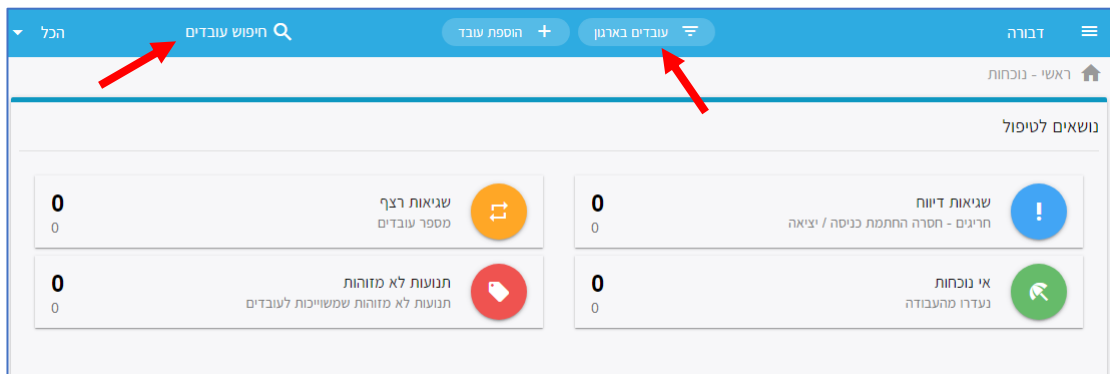 דבורה
עובדים בארגון
הוספת עובד
חיפוש עובדים
הכל
ראשי - נוכחות
נושאים לטיפול
שגיאות דיווח
חריגים - חסרה החתמת כניסה / יציאה
0
0
שגיאות רצף
מספר עובדים
0
0
אי נוכחות
נעדרו מהעבודה
0
0
תנועות לא מזוהות
תנועות לא מזוהות שמשוייכות לעובדים
0
0